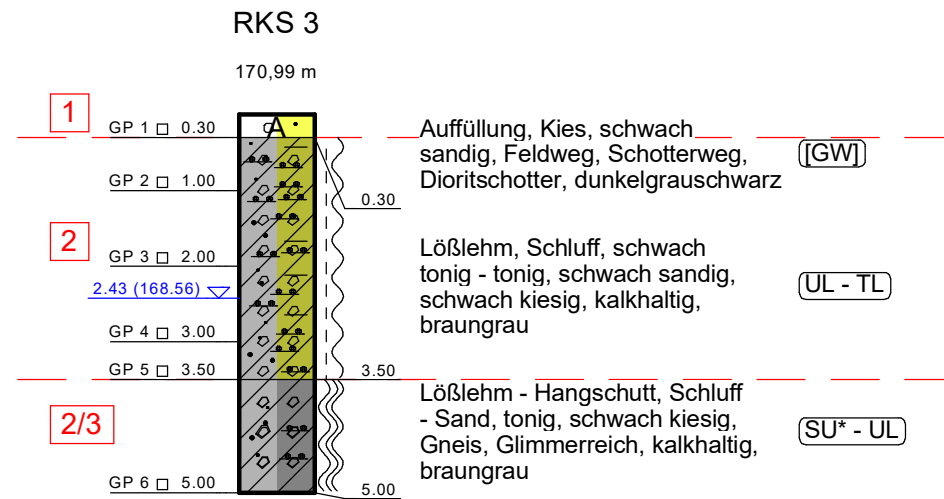 RKS 3
170,99 m
1
GP 1 0.30
A
Auffüllung, Kies, schwach
sandig, Feldweg, Schotterweg,
Dioritschotter, dunkelgrauschwarz
[GW]
GP 2 1.00
0.30
2
GP 3 2.00
2.43 (168.56)
Lößlehm, Schluff, schwach
tonig - tonig, schwach sandig,
schwach kiesig, kalkhaltig,
braungrau
UL - TL
GP 4 3.00
GP 5 3.50
3.50
2/3
Lößlehm - Hangschutt, Schluff
- Sand, tonig, schwach kiesig,
Gneis, Glimmerreich, kalkhaltig,
braungrau
SU* - UL
GP 6 5.00
5.00